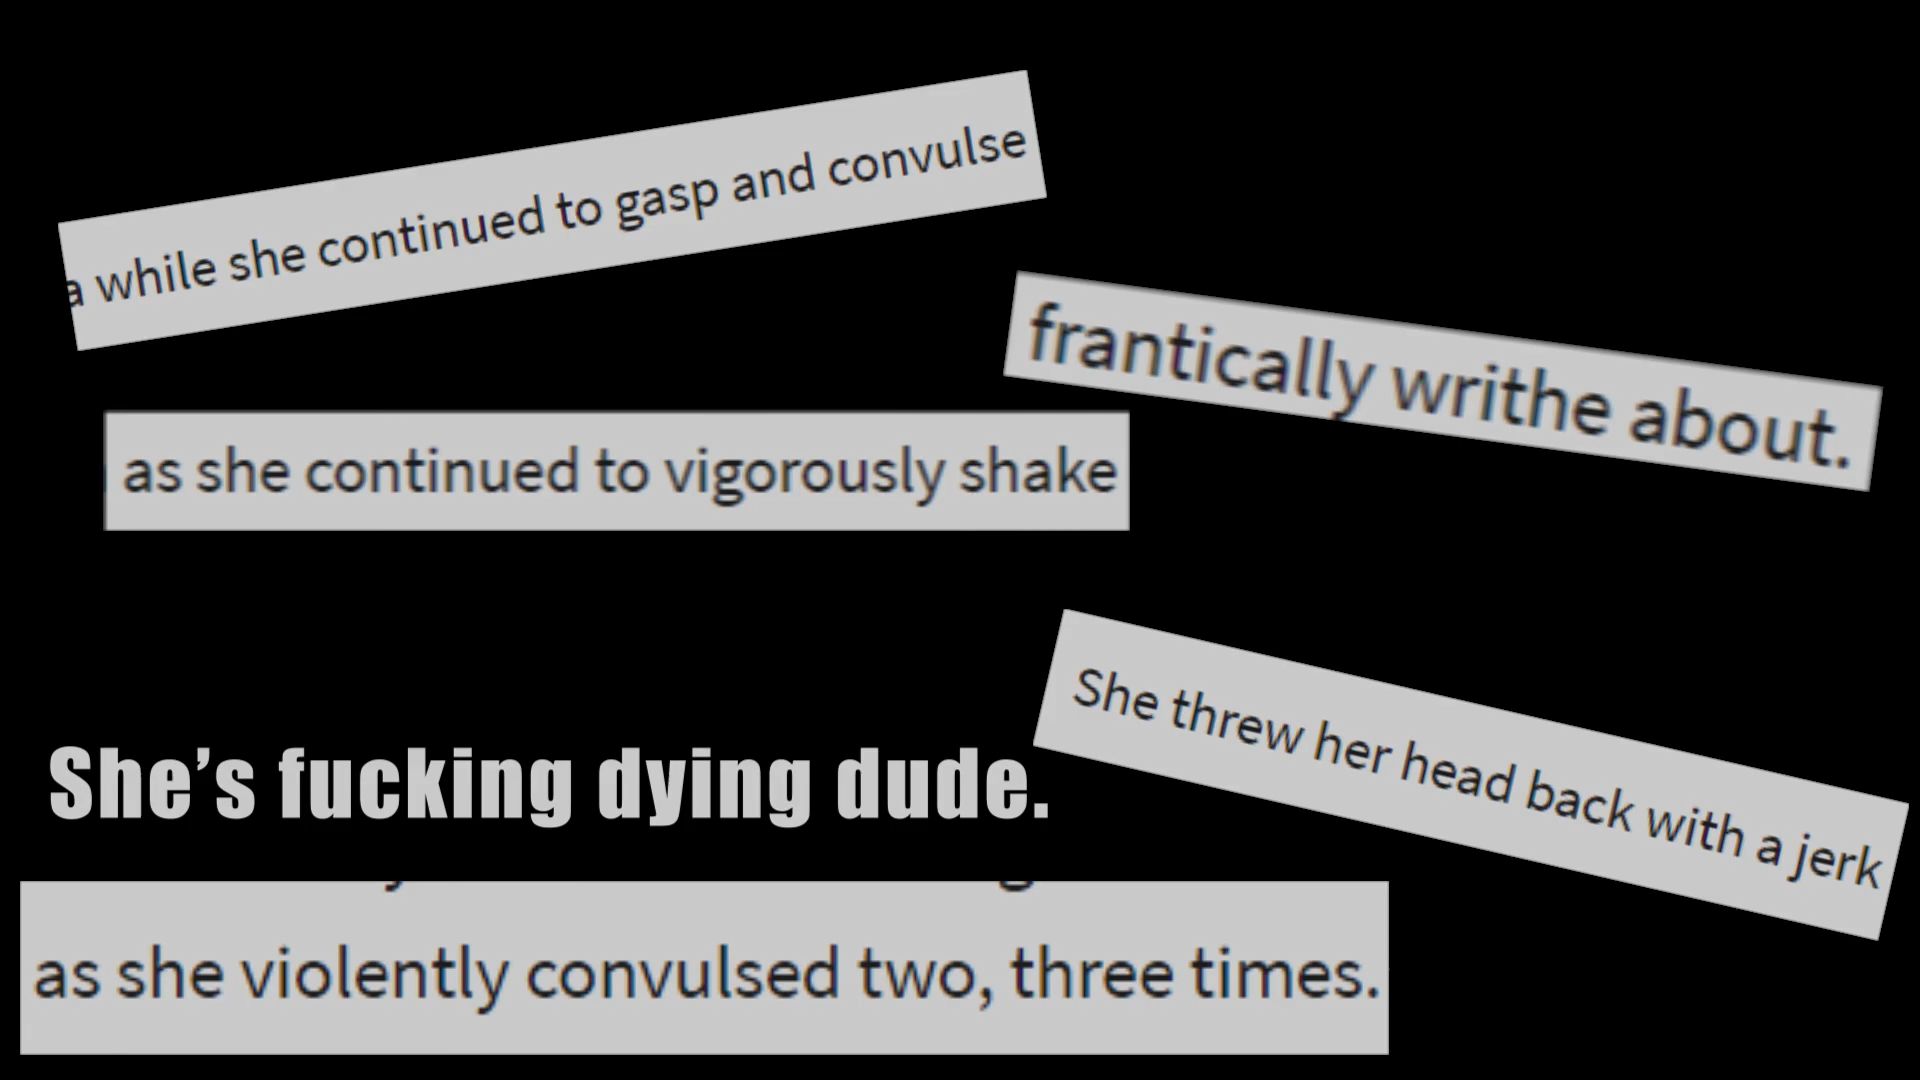 a while she continued to gasp and convulse
frantically writhe about.
as she continued to vigorously shake
She threw her head back with a jerk
She’s fucking dying dude.
as she violently convulsed two, three times.